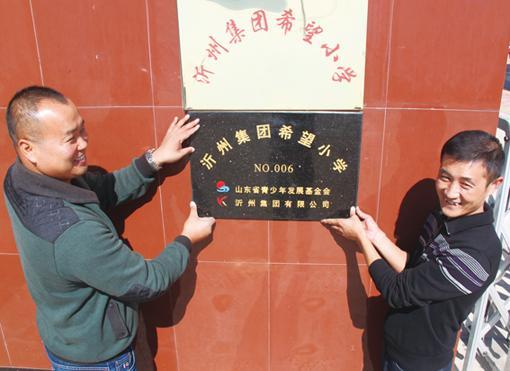 沂州集团希望小学
沂州集团希望小学
NO.006
山东省青少年发展基金会
沂州集团有限公司